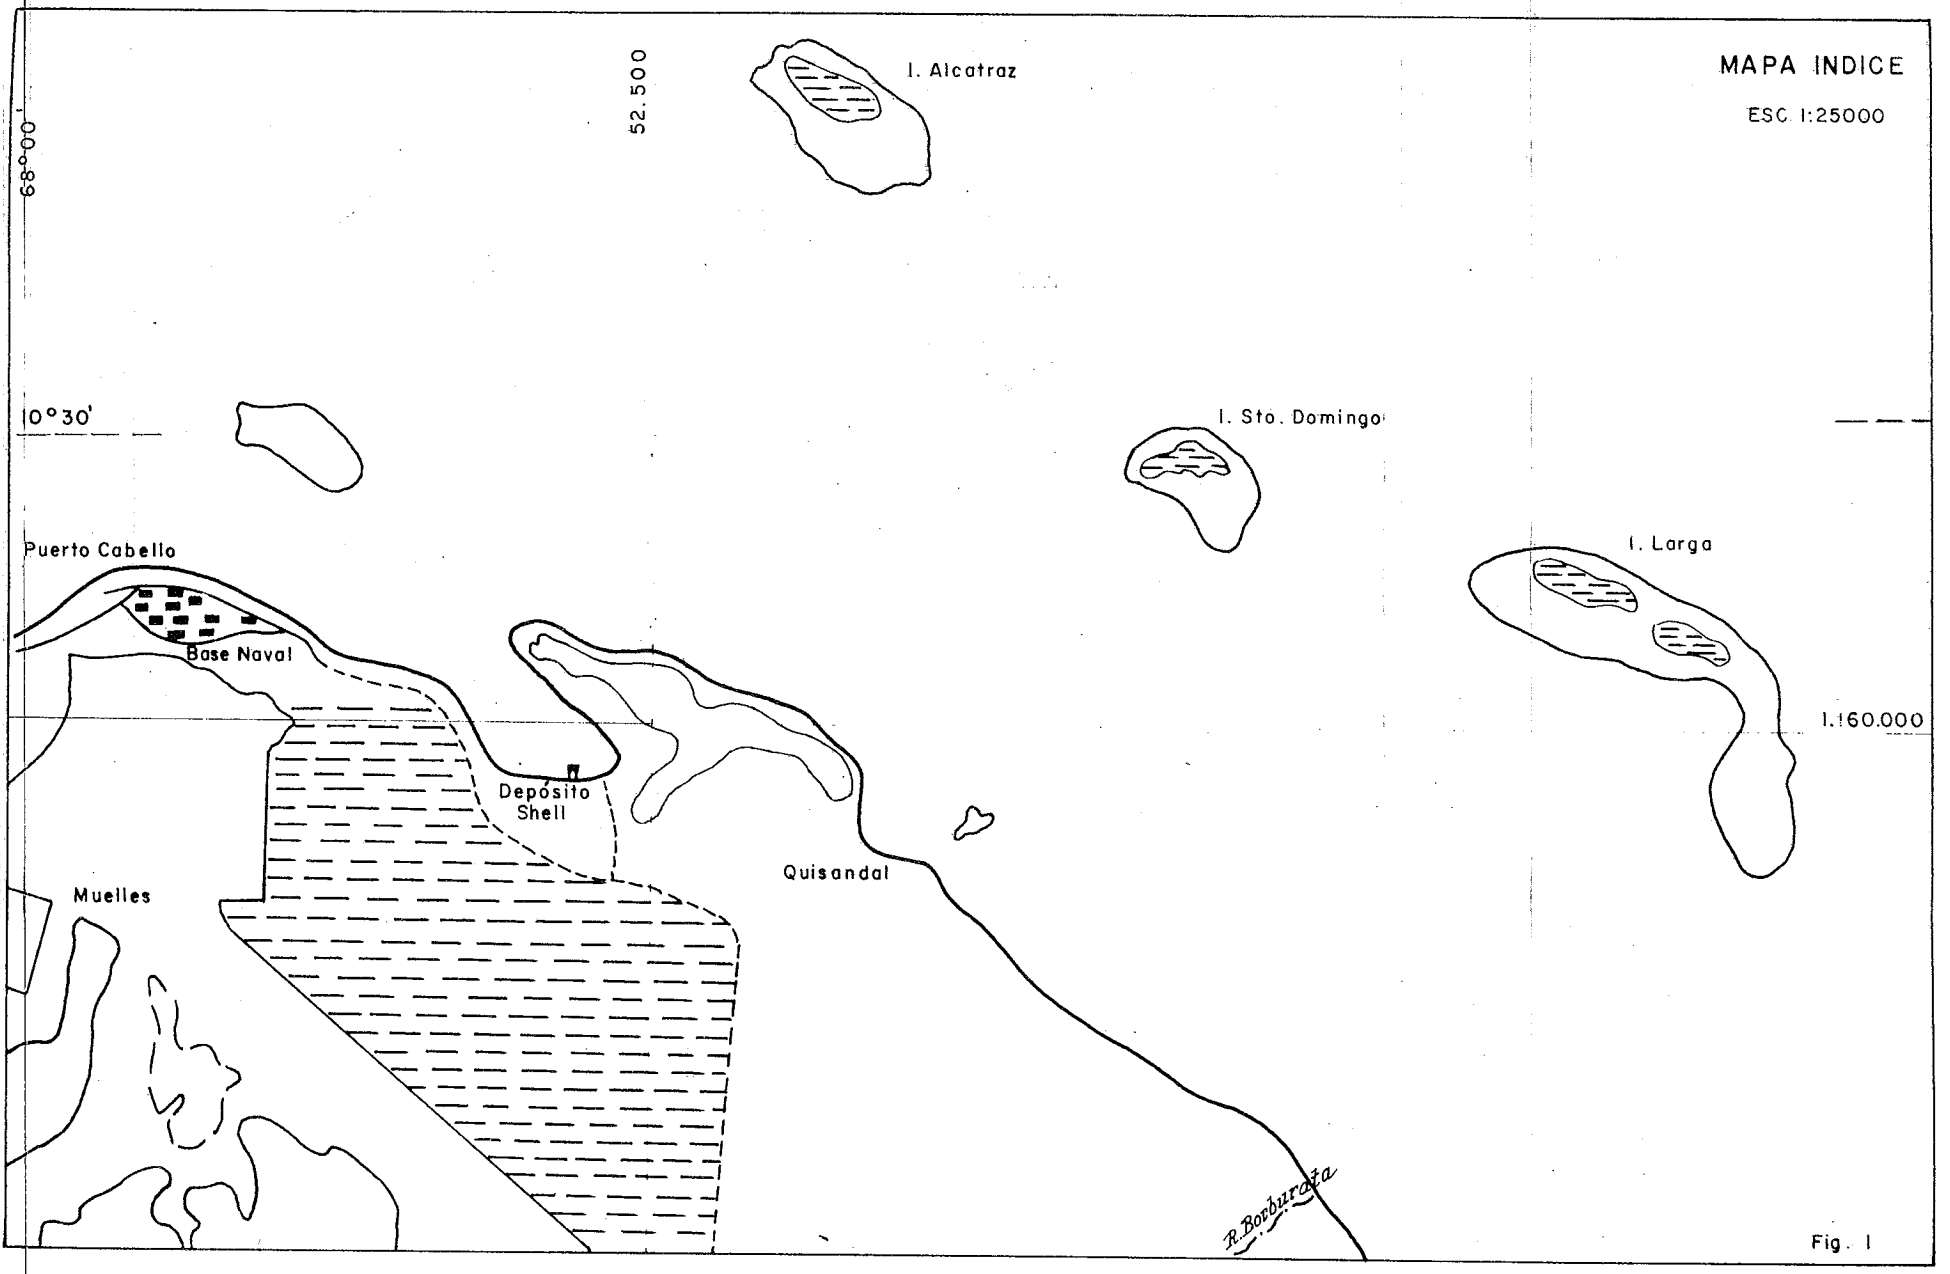 MAPA INDICE
ESC. 1:25000
52.500
I. Alcatraz
68°00
10°30'
I. Sto. Domingo
Puerto Cabello
I. Larga
Base Naval
1.160.000
Depósito
Shell
Quisandal
Muelles
R. Borburata
Fig. 1